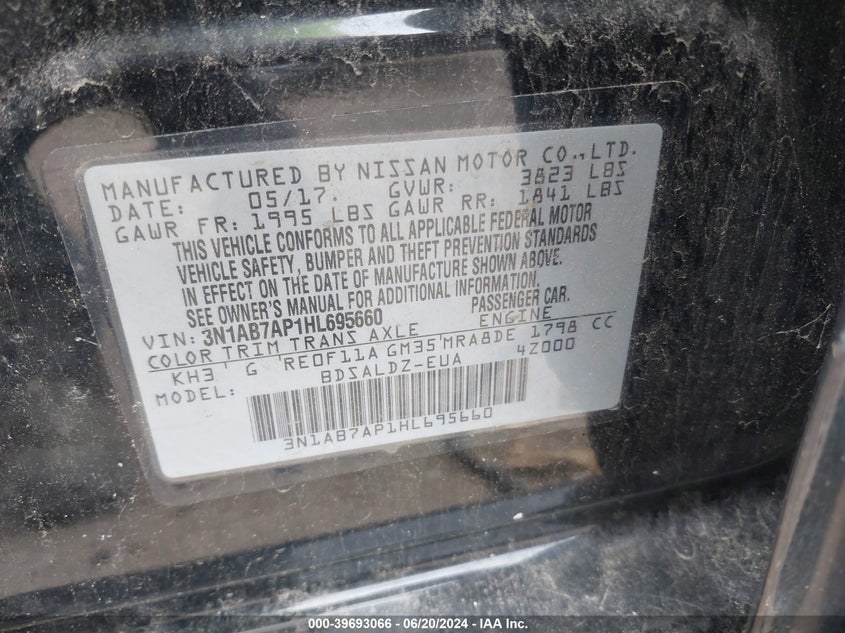 MANUFACTURED BY NISSAN MOTOR CO., LTD.
DATE: 05/17. GVWR: 3823 LBS
GAWR FR: 1995 LBS GAWR RR: 1841 LBS
THIS VEHICLE CONFORMS TO ALL APPLICABLE FEDERAL MOTOR
VEHICLE SAFETY, BUMPER AND THEFT PREVENTION STANDARDS
IN EFFECT ON THE DATE OF MANUFACTURE SHOWN ABOVE.
SEE OWNER'S MANUAL FOR ADDITIONAL INFORMATION.
VIN: 3N1AB7AP1HL695660 PASSENGER CAR.
COLOR TRIM TRANS AXLE ENGINE
KH3 G RE0F11A GM35 MRA8DE 1798 CC
MODEL: BDSALDZ-EUA 4Z000
3N1AB7AP1HL695660
000-39693066 - 06/20/2024 - IAA Inc.